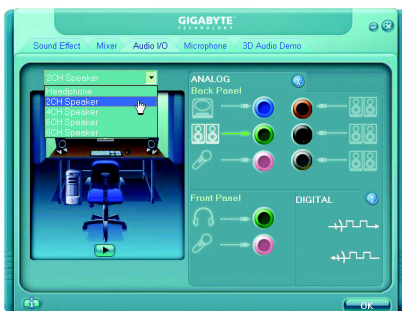 GIGABYTE
TECHNOLOGY
Sound Effect Mixer Audio I/O Microphone 3D Audio Demo
2CH Speaker
Headphone
2CH Speaker
4CH Speaker
6CH Speaker
8CH Speaker
ANALOG
Back Panel
Front Panel
DIGITAL
OK